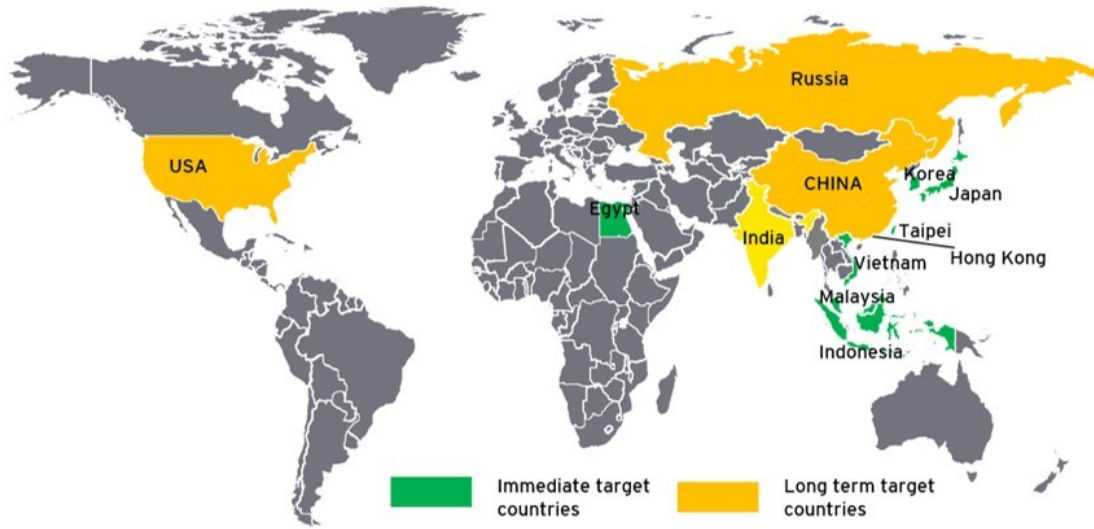 Russia
USA
CHINA
Korea
Japan
Egypt
India
Taipei
Hong Kong
Vietnam
Malaysia
Indonesia
Immediate target
countries
Long term target
countries